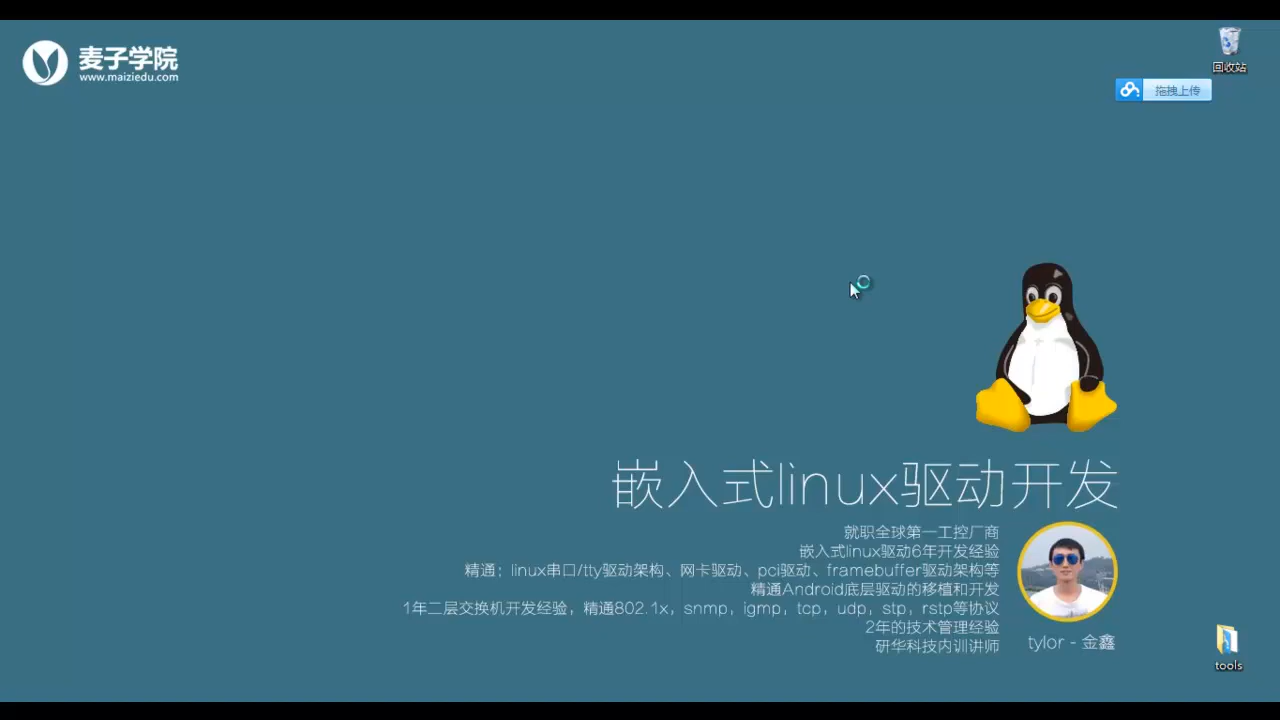 麦子学院
www.maiziedu.com
回收站
拖拽上传
嵌入式linux驱动开发
就职全球第一工控厂商
嵌入式linux驱动6年开发经验
精通：linux串口/tty驱动架构、网卡驱动、pci驱动、framebuffer驱动架构等
精通Android底层驱动的移植和开发
1年二层交换机开发经验，精通802.1x，snmp，igmp，tcp，udp，stp，rstp等协议
2年的技术管理经验
研华科技内训讲师
tylor - 金鑫
tools